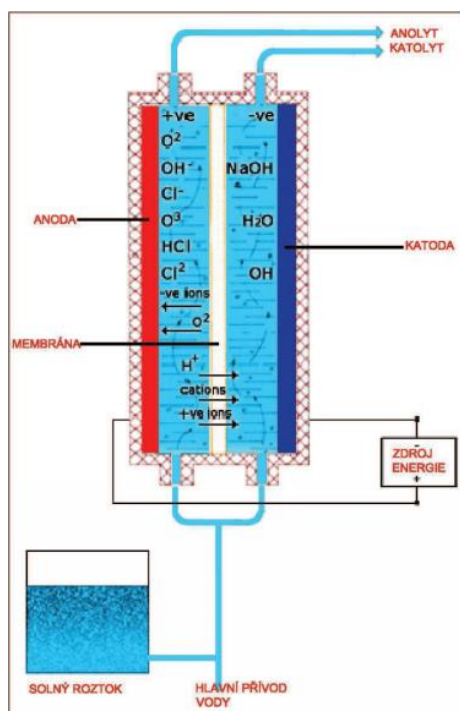 ANOLYT
KATOLYT
+ve
-ve
O²
OH⁻
NaOH
Cl⁻
ANODA
O³
H₂O
HCl
KATODA
Cl²
OH
-ve ions
O²
MEMBRÁNA
H⁺
cations
+ve ions
-
ZDROJ
ENERGIE
+
SOLNÝ ROZTOK
HLAVNÍ PŘÍVOD
VODY